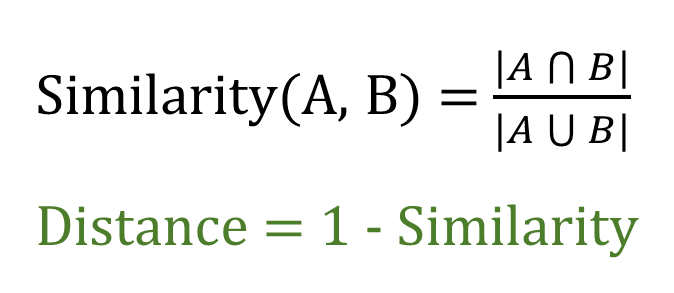 Similarity(A, B) = |A ∩ B| / |A ∪ B|
Distance = 1 - Similarity